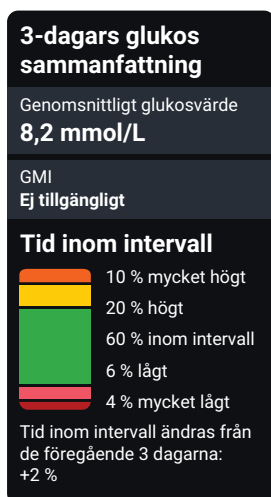 3-dagars glukos
sammanfattning
Genomsnittligt glukosvärde
8,2 mmol/L
GMI
Ej tillgängligt
Tid inom intervall
10 % mycket högt
20 % högt
60 % inom intervall
6 % lågt
4 % mycket lågt
Tid inom intervall ändras från
de föregående 3 dagarna:
+2 %